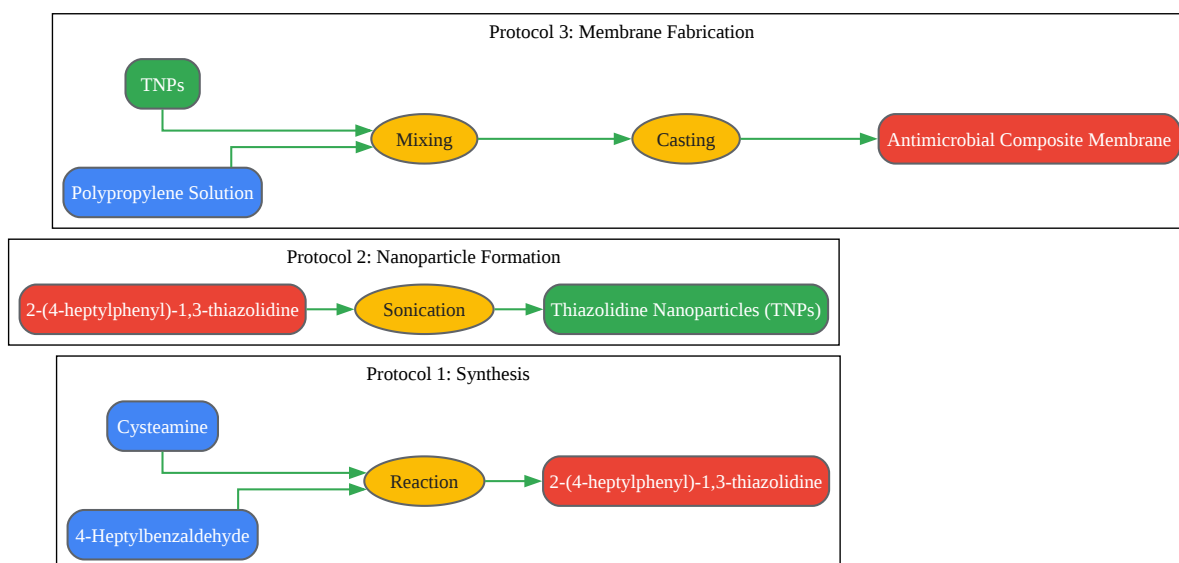 Protocol 3: Membrane Fabrication
TNPs
Polypropylene Solution
Mixing
Casting
Antimicrobial Composite Membrane
Protocol 2: Nanoparticle Formation
2-(4-heptylphenyl)-1,3-thiazolidine
Sonication
Thiazolidine Nanoparticles (TNPs)
Protocol 1: Synthesis
Cysteamine
4-Heptylbenzaldehyde
Reaction
2-(4-heptylphenyl)-1,3-thiazolidine